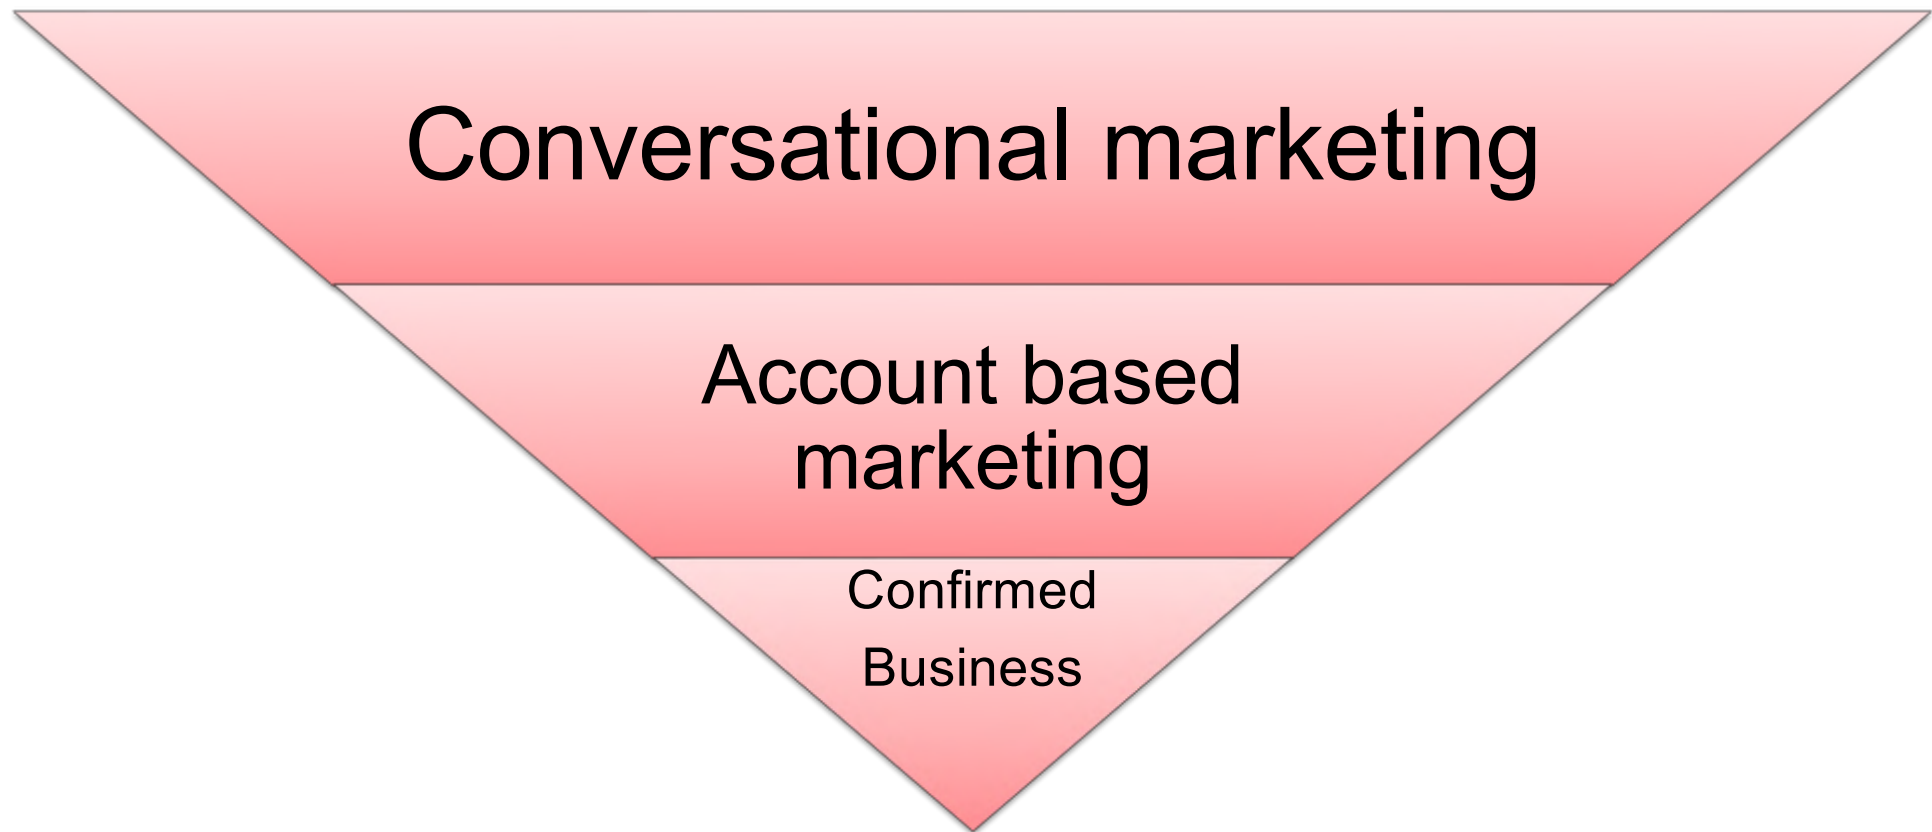 Conversational marketing
Account based
marketing
Confirmed
Business